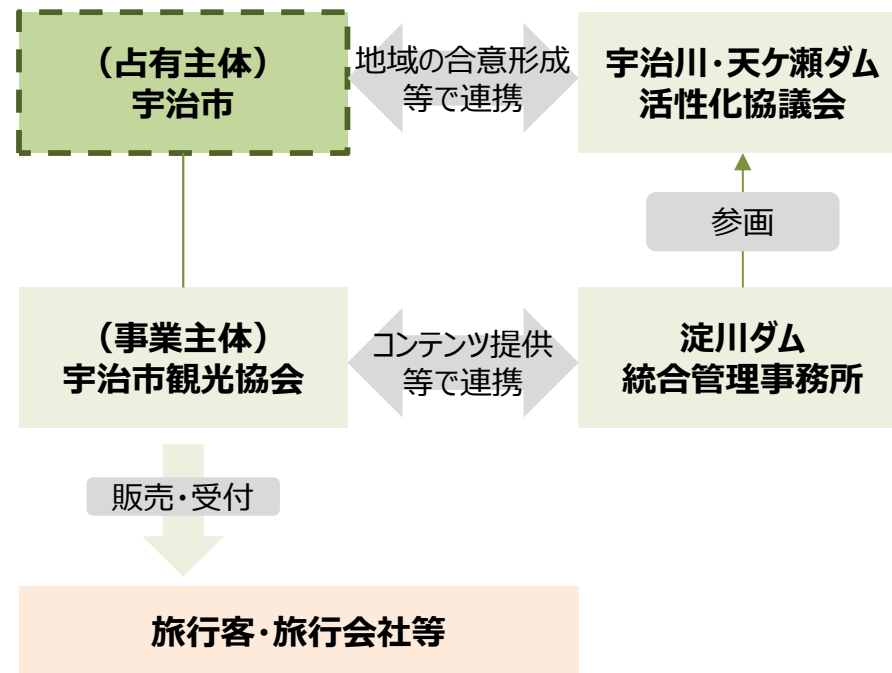 （占有主体）
宇治市
地域の合意形成
等で連携
宇治川・天ケ瀬ダム
活性化協議会
参画
（事業主体）
宇治市観光協会
コンテンツ提供
等で連携
淀川ダム
統合管理事務所
販売・受付
旅行客・旅行会社等